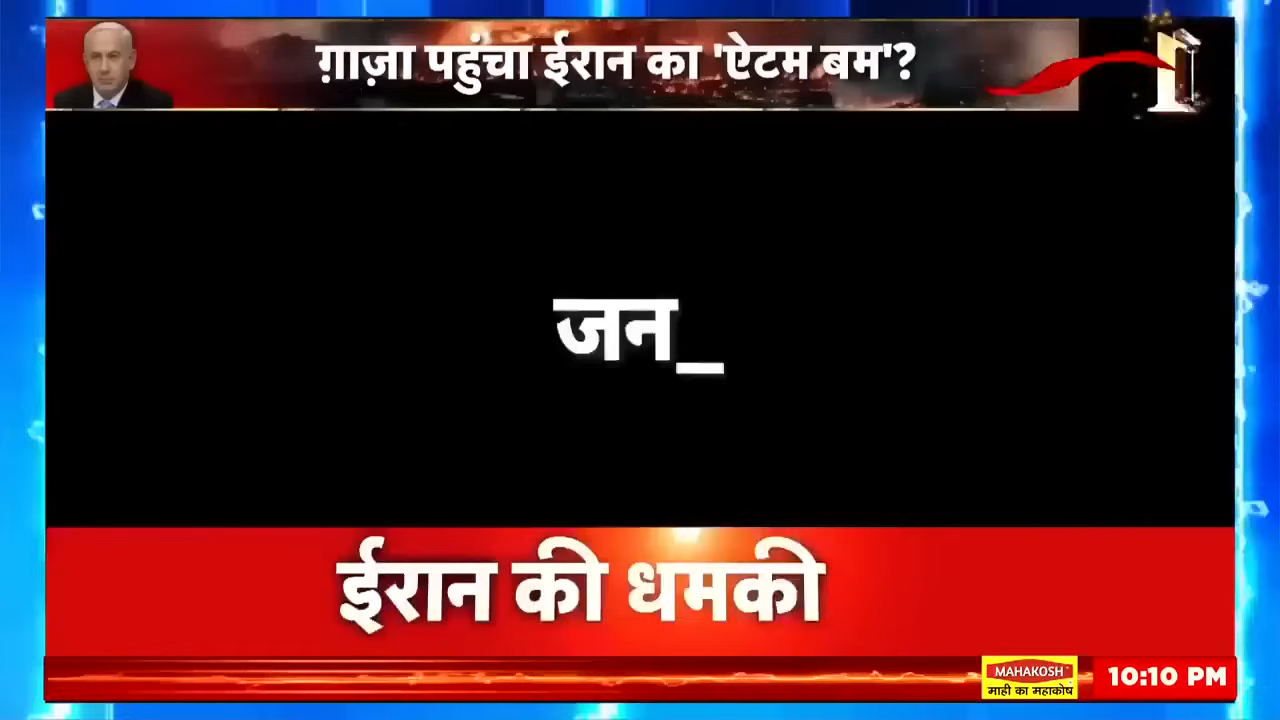 ग़ाज़ा पहुंचा ईरान का 'ऐटम बम'?
जन_
ईरान की धमकी
MAHAKOSH
माही का महाकोष
10:10 PM